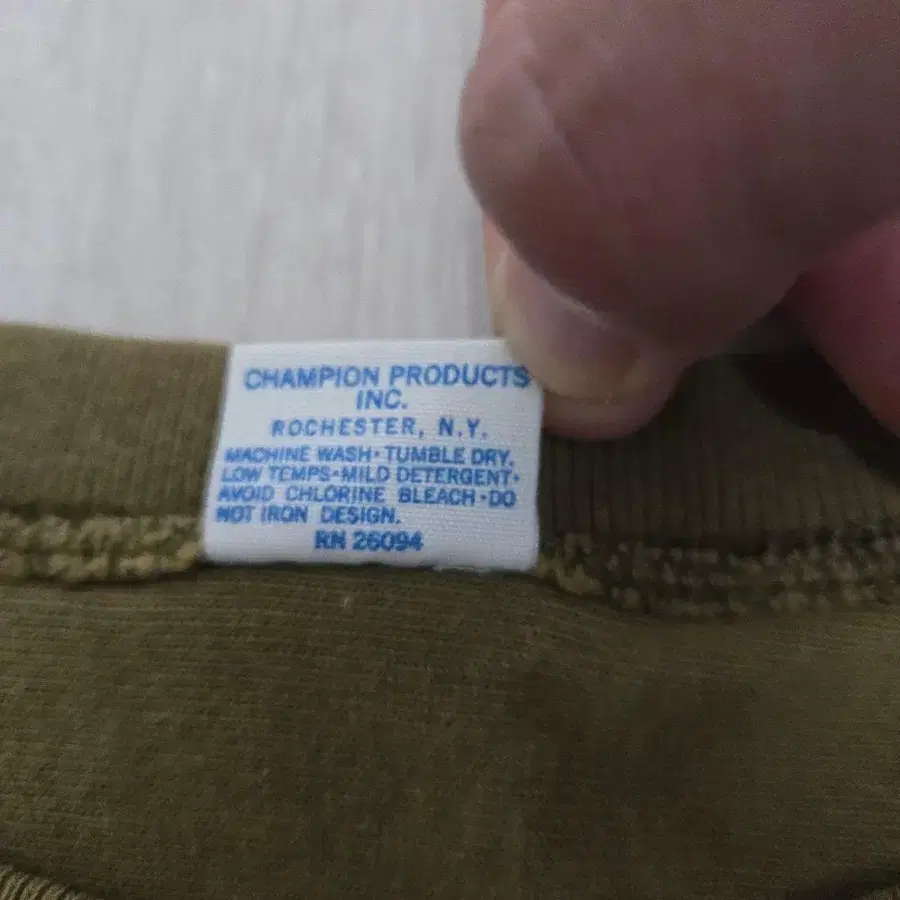 CHAMPION PRODUCTS
INC.
ROCHESTER, N.Y.
MACHINE WASH·TUMBLE DRY.
LOW TEMPS·MILD DETERGENT·
AVOID CHLORINE BLEACH·DO
NOT IRON DESIGN.
RN 26094